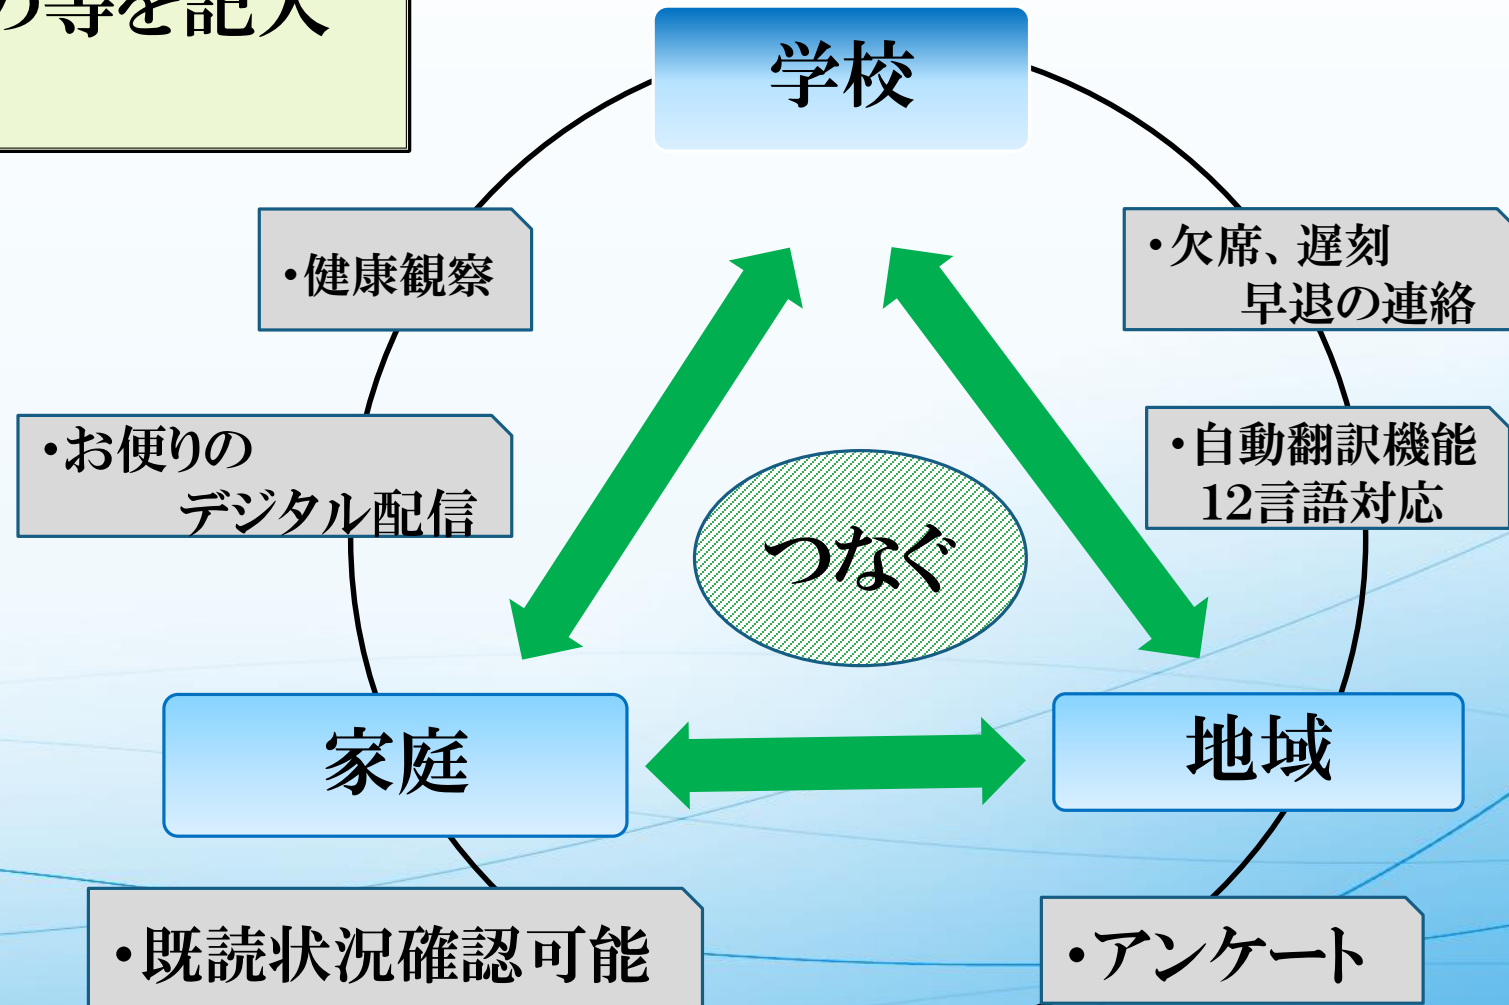 の等を記入
学校
・健康観察
・欠席、遅刻
早退の連絡
・お便りの
デジタル配信
・自動翻訳機能
12言語対応
つなぐ
家庭
地域
・既読状況確認可能
・アンケート